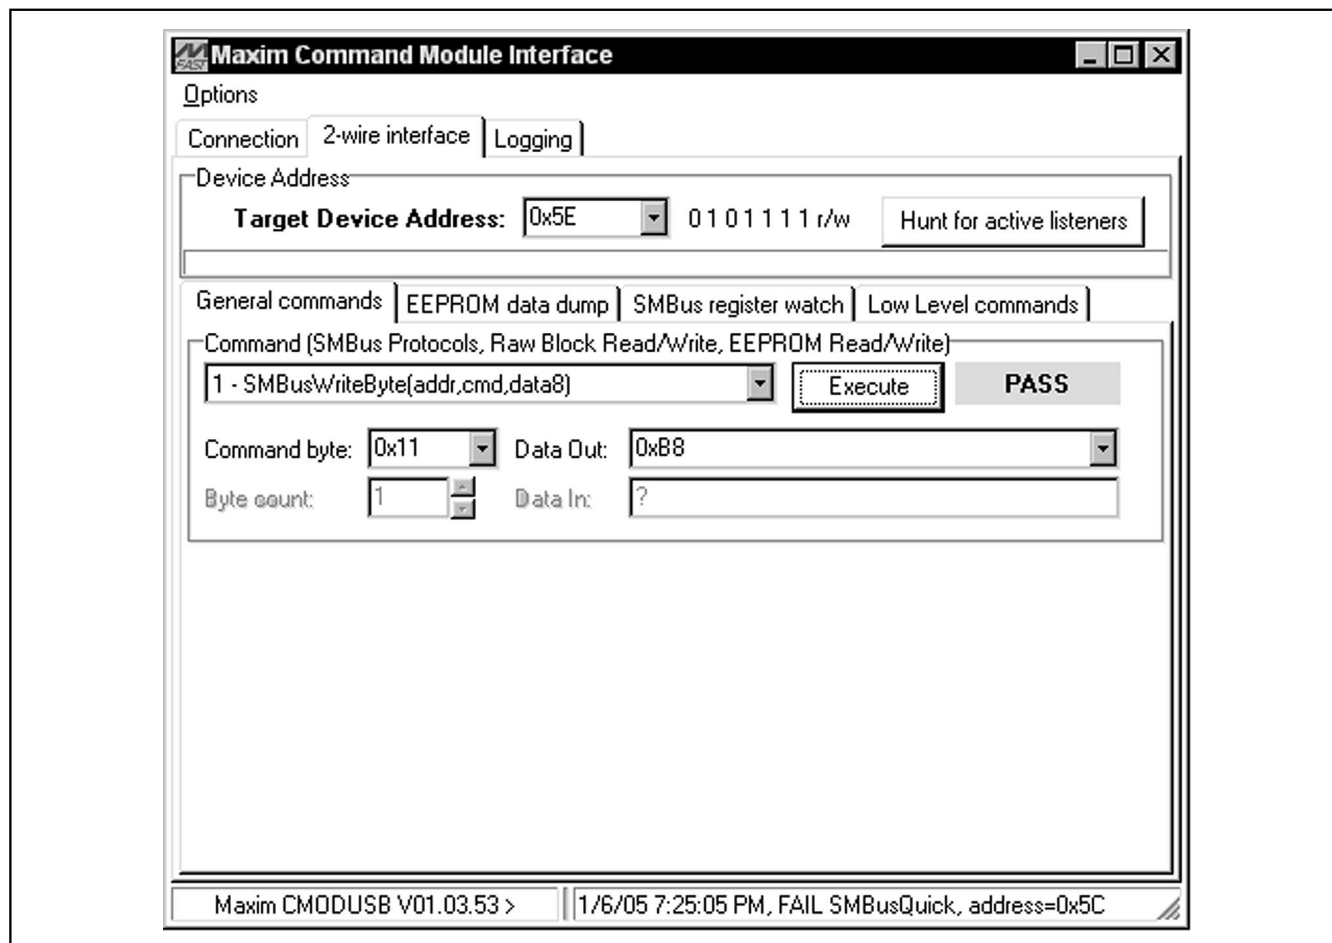 FAST Maxim Command Module Interface
Options
Connection 2-wire interface Logging
Device Address
Target Device Address: 0x5E 0 1 0 1 1 1 1 r/w Hunt for active listeners
General commands EEPROM data dump SMBus register watch Low Level commands
Command (SMBus Protocols, Raw Block Read/Write, EEPROM Read/Write)
1 - SMBusWriteByte(addr,cmd,data8) Execute PASS
Command byte: 0x11 Data Out: 0xB8
Byte count: 1 Data In: ?
Maxim CMODUSB V01.03.53 > 1/6/05 7:25:05 PM, FAIL SMBusQuick, address=0x5C